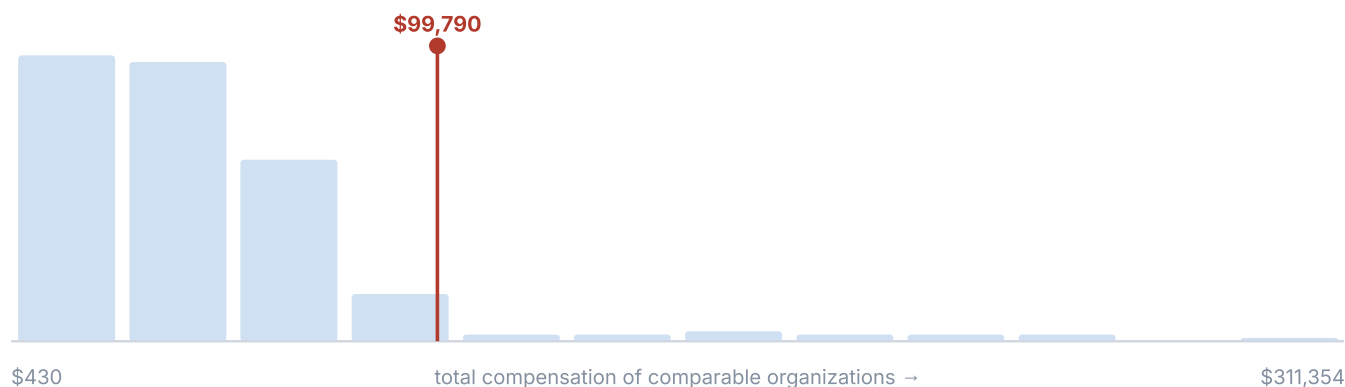 $99,790
$430 total compensation of comparable organizations → $311,354